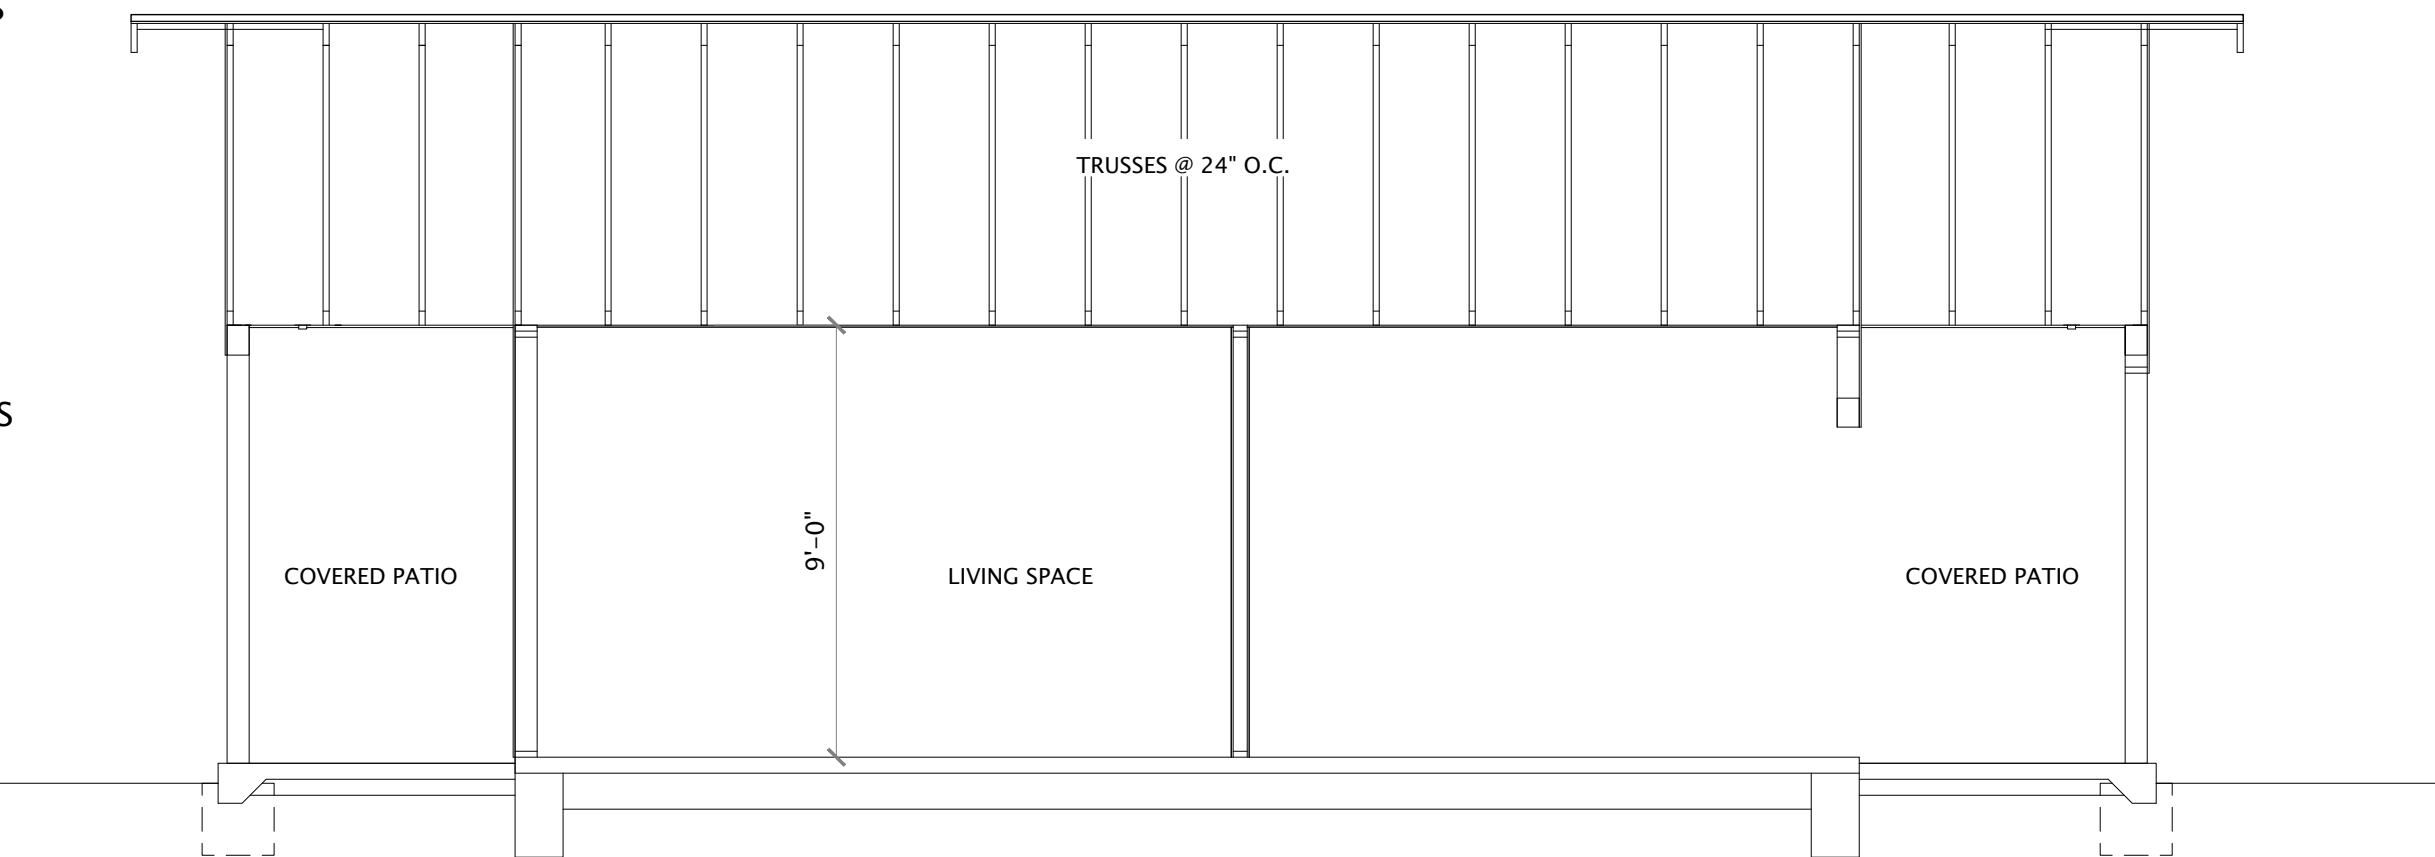 TRUSSES @ 24" O.C.
S
9'-0"
COVERED PATIO
LIVING SPACE
COVERED PATIO